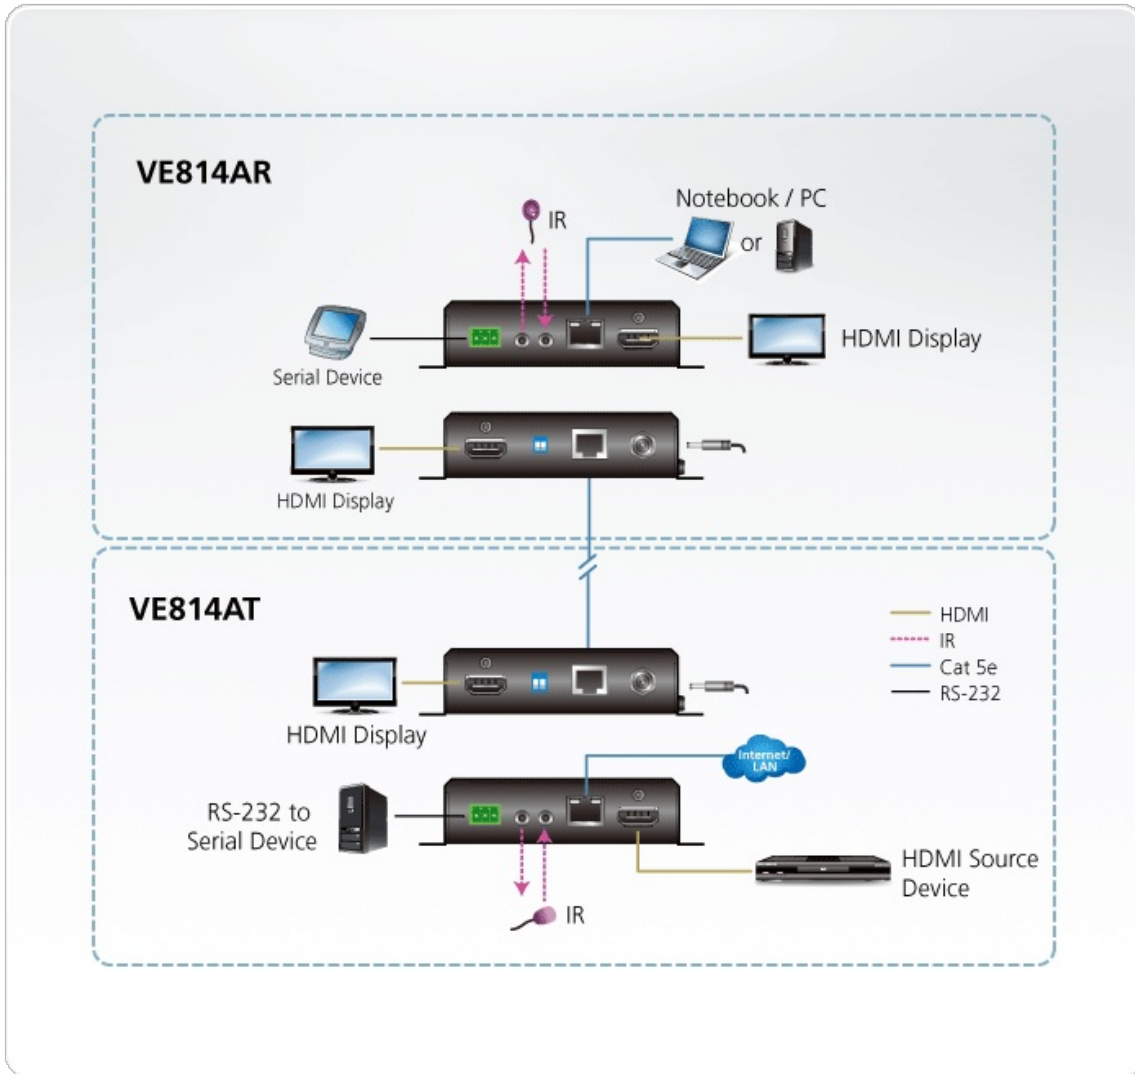 VE814AR
Notebook / PC
IR
or
HDMI Display
Serial Device
HDMI Display
VE814AT
HDMI
IR
Cat 5e
RS-232
HDMI Display
Internet/
LAN
RS-232 to
Serial Device
HDMI Source
Device
IR